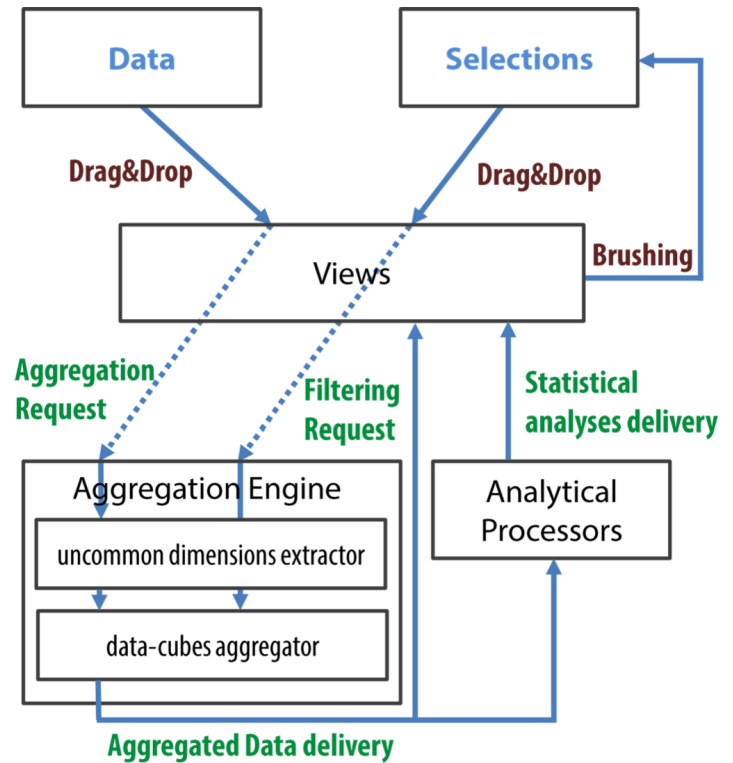 Data
Selections
Drag&Drop
Drag&Drop
Views
Brushing
Aggregation
Request
Filtering
Request
Statistical
analyses delivery
Aggregation Engine
uncommon dimensions extractor
data-cubes aggregator
Analytical
Processors
Aggregated Data delivery